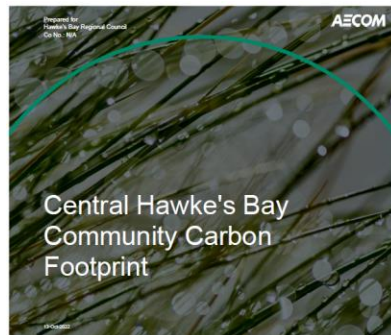 Prepared for
Hawke's Bay Regional Council
Co No.: N/A
AECOM
Central Hawke's Bay
Community Carbon
Footprint